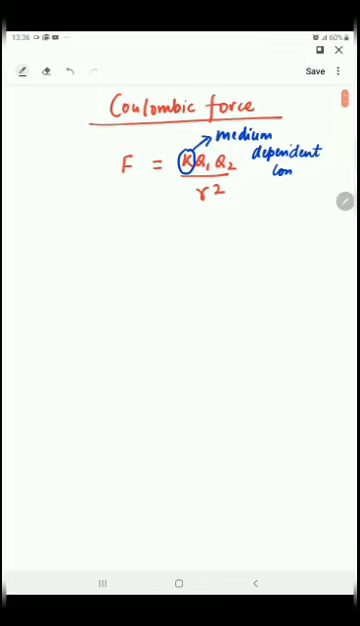 13:36
60%
Save
Coulombic force
F = KQ1Q2
r2
medium
dependent
con